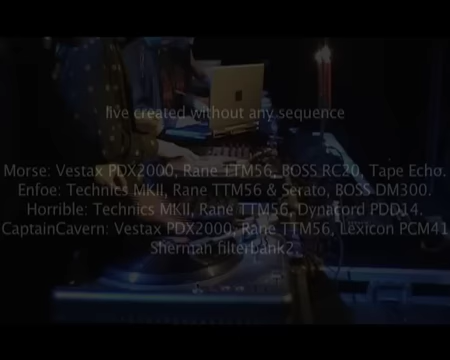 live created without any sequence
Morse: Vestax PDX2000, Rane TTM56, BOSS RC20, Tape Echo.
Enfoe: Technics MKII, Rane TTM56 & Serato, BOSS DM300.
Horrible: Technics MKII, Rane TTM56, Dynacord PDD14.
CaptainCavern: Vestax PDX2000, Rane TTM56, Lexicon PCM41
Sherman filterbank2.